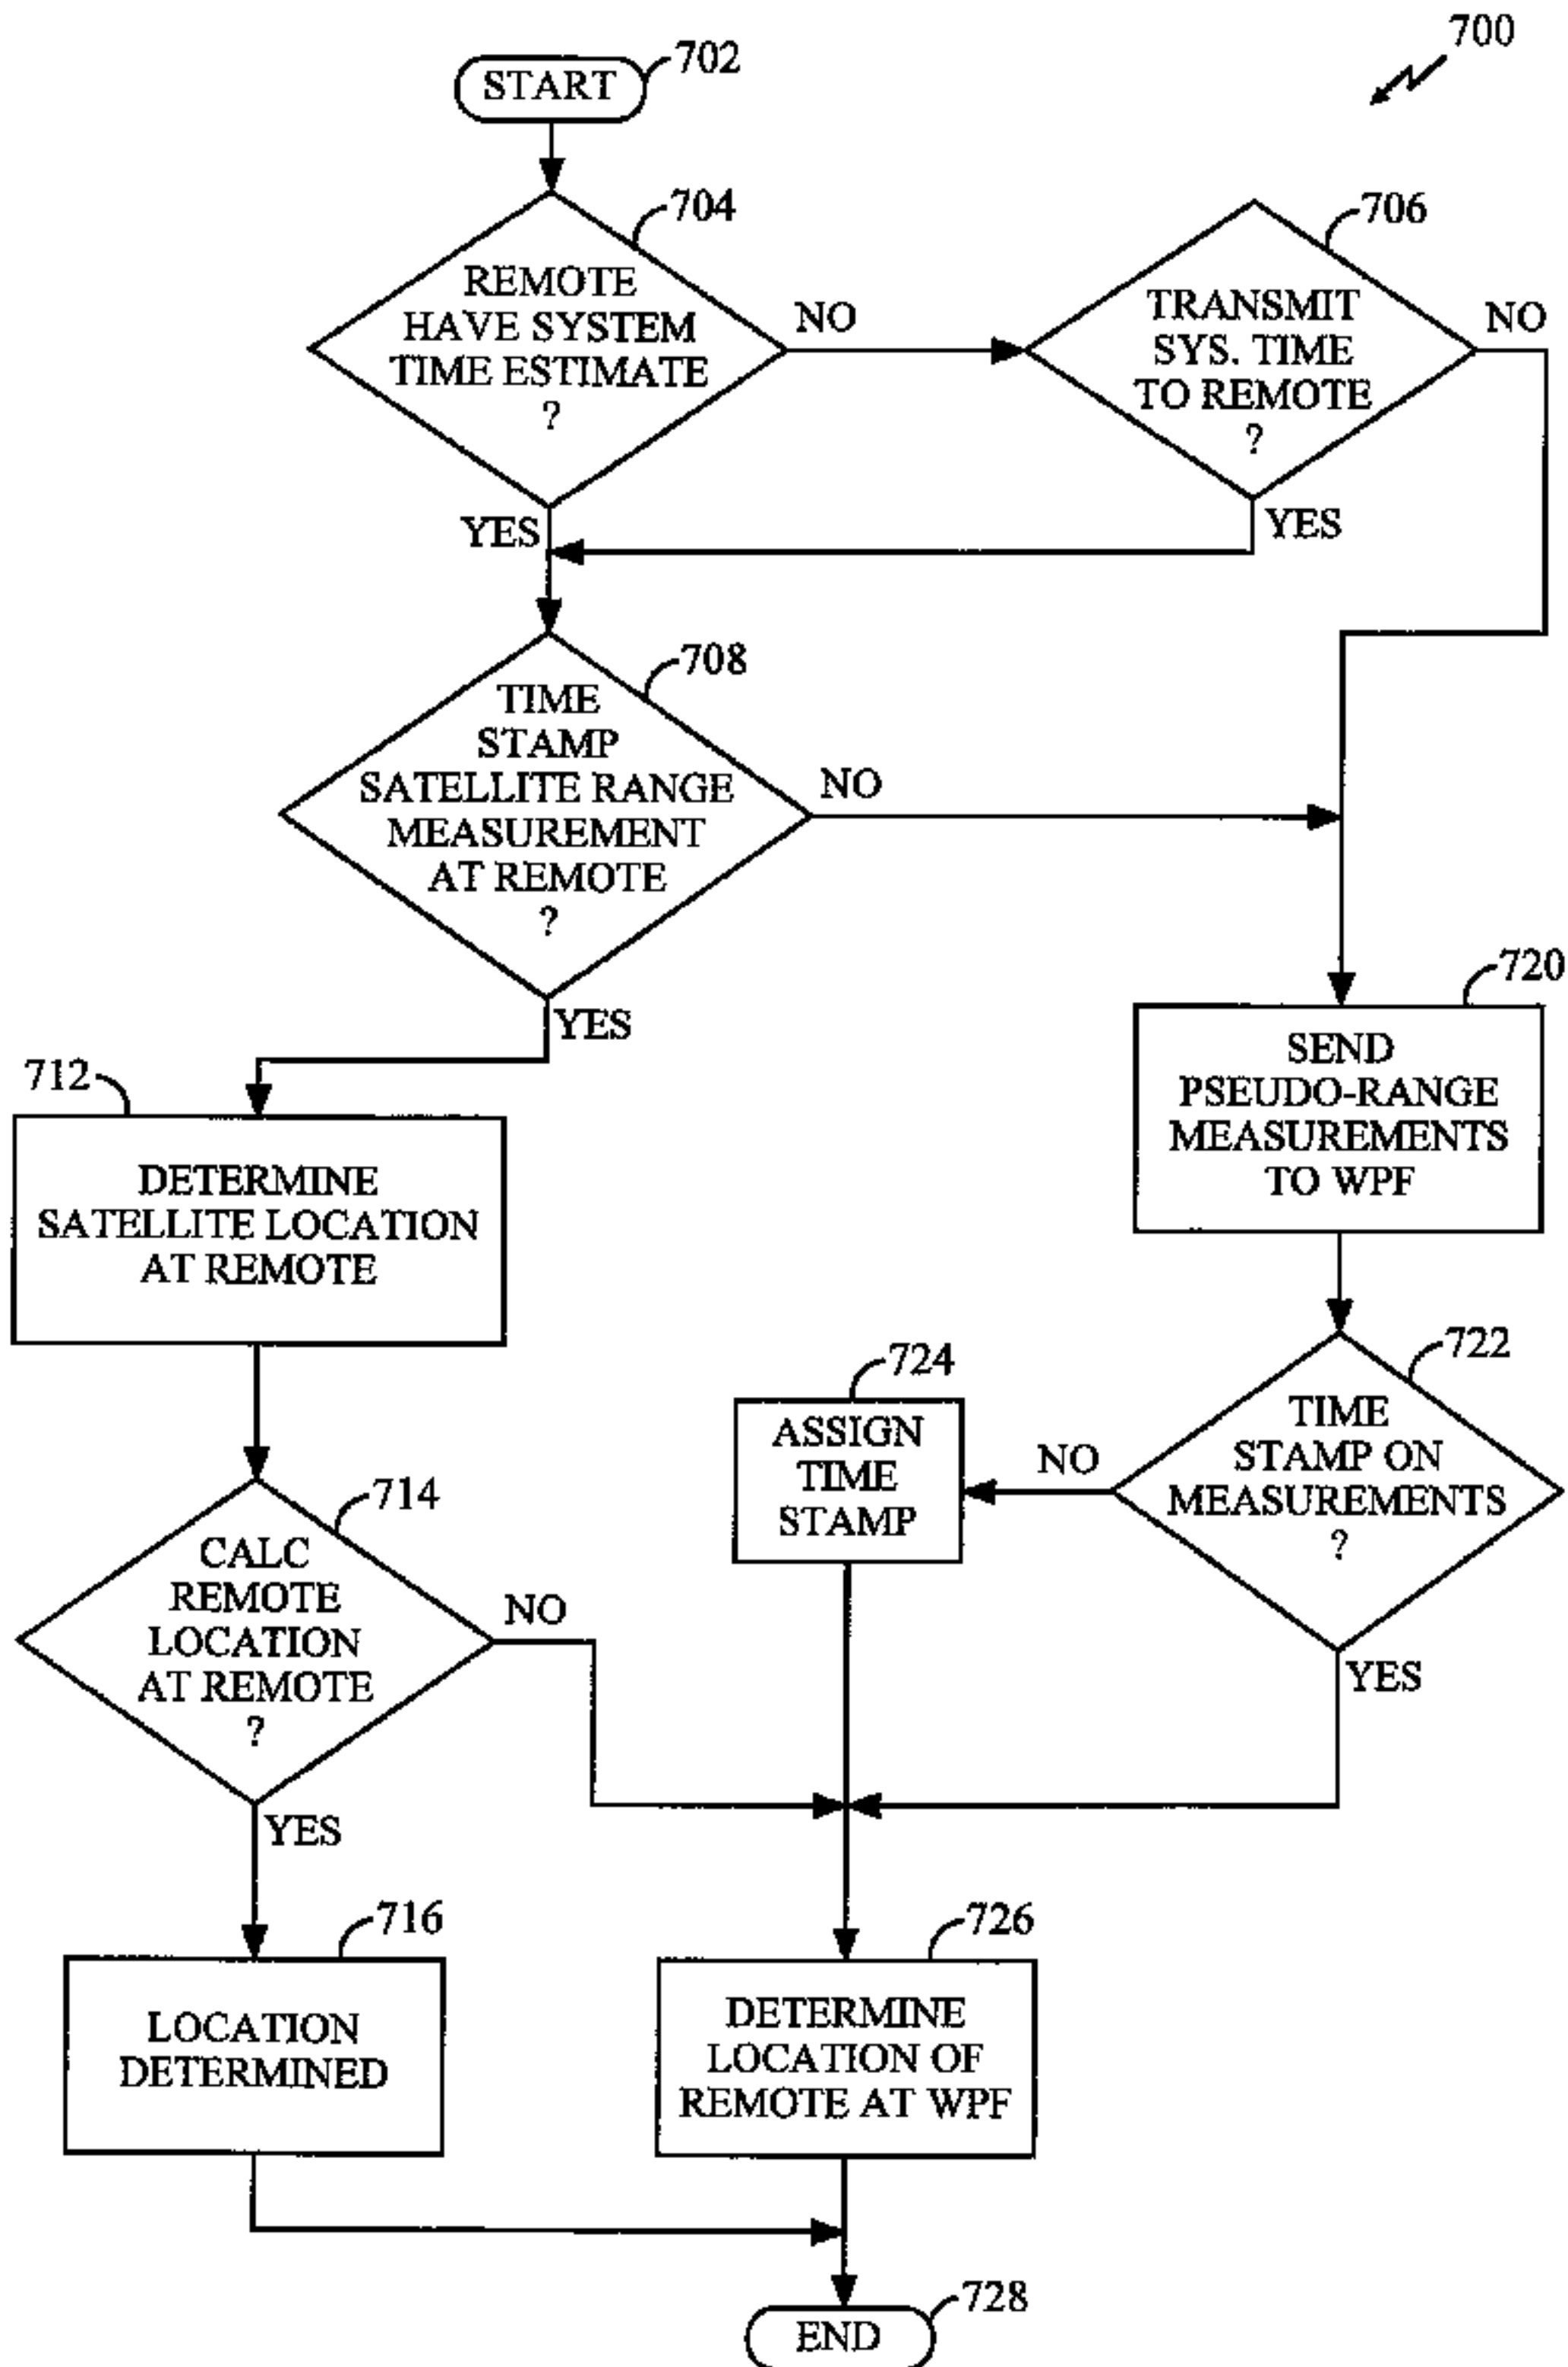 700
702
START
704
REMOTE
HAVE SYSTEM
TIME ESTIMATE
?
NO
YES
706
TRANSMIT
SYS. TIME
TO REMOTE
?
NO
YES
708
TIME
STAMP
SATELLITE RANGE
MEASUREMENT
AT REMOTE
?
NO
YES
712
DETERMINE
SATELLITE LOCATION
AT REMOTE
720
SEND
PSEUDO-RANGE
MEASUREMENTS
TO WPF
722
TIME
STAMP ON
MEASUREMENTS
?
NO
YES
724
ASSIGN
TIME
STAMP
714
CALC
REMOTE
LOCATION
AT REMOTE
?
NO
YES
716
LOCATION
DETERMINED
726
DETERMINE
LOCATION OF
REMOTE AT WPF
728
END